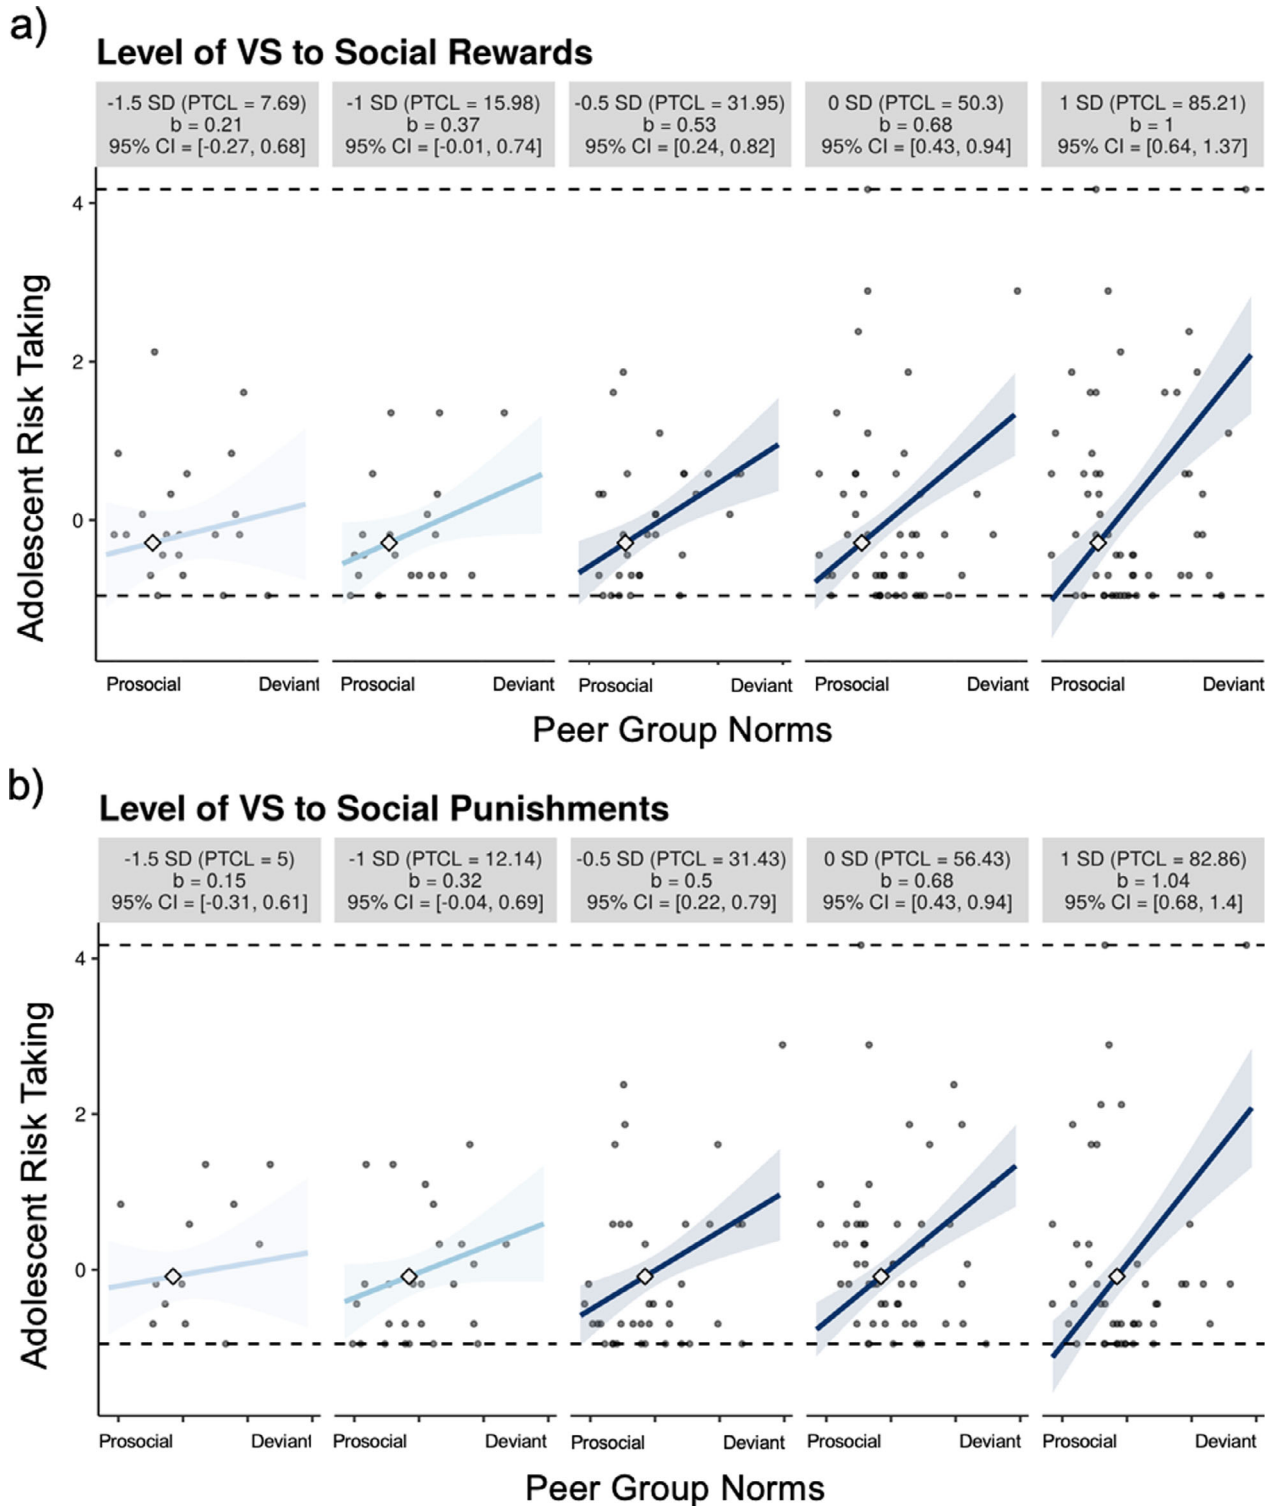 a)
Level of VS to Social Rewards
-1.5 SD (PTCL = 7.69)
b = 0.21
95% CI = [-0.27, 0.68]
-1 SD (PTCL = 15.98)
b = 0.37
95% CI = [-0.01, 0.74]
-0.5 SD (PTCL = 31.95)
b = 0.53
95% CI = [0.24, 0.82]
0 SD (PTCL = 50.3)
b = 0.68
95% CI = [0.43, 0.94]
1 SD (PTCL = 85.21)
b = 1
95% CI = [0.64, 1.37]
Adolescent Risk Taking
4
2
0
Prosocial Deviant
Prosocial Deviant
Prosocial Deviant
Prosocial Deviant
Prosocial Deviant
Peer Group Norms
b)
Level of VS to Social Punishments
-1.5 SD (PTCL = 5)
b = 0.15
95% CI = [-0.31, 0.61]
-1 SD (PTCL = 12.14)
b = 0.32
95% CI = [-0.04, 0.69]
-0.5 SD (PTCL = 31.43)
b = 0.5
95% CI = [0.22, 0.79]
0 SD (PTCL = 56.43)
b = 0.68
95% CI = [0.43, 0.94]
1 SD (PTCL = 82.86)
b = 1.04
95% CI = [0.68, 1.4]
Adolescent Risk Taking
4
2
0
Prosocial Deviant
Prosocial Deviant
Prosocial Deviant
Prosocial Deviant
Prosocial Deviant
Peer Group Norms